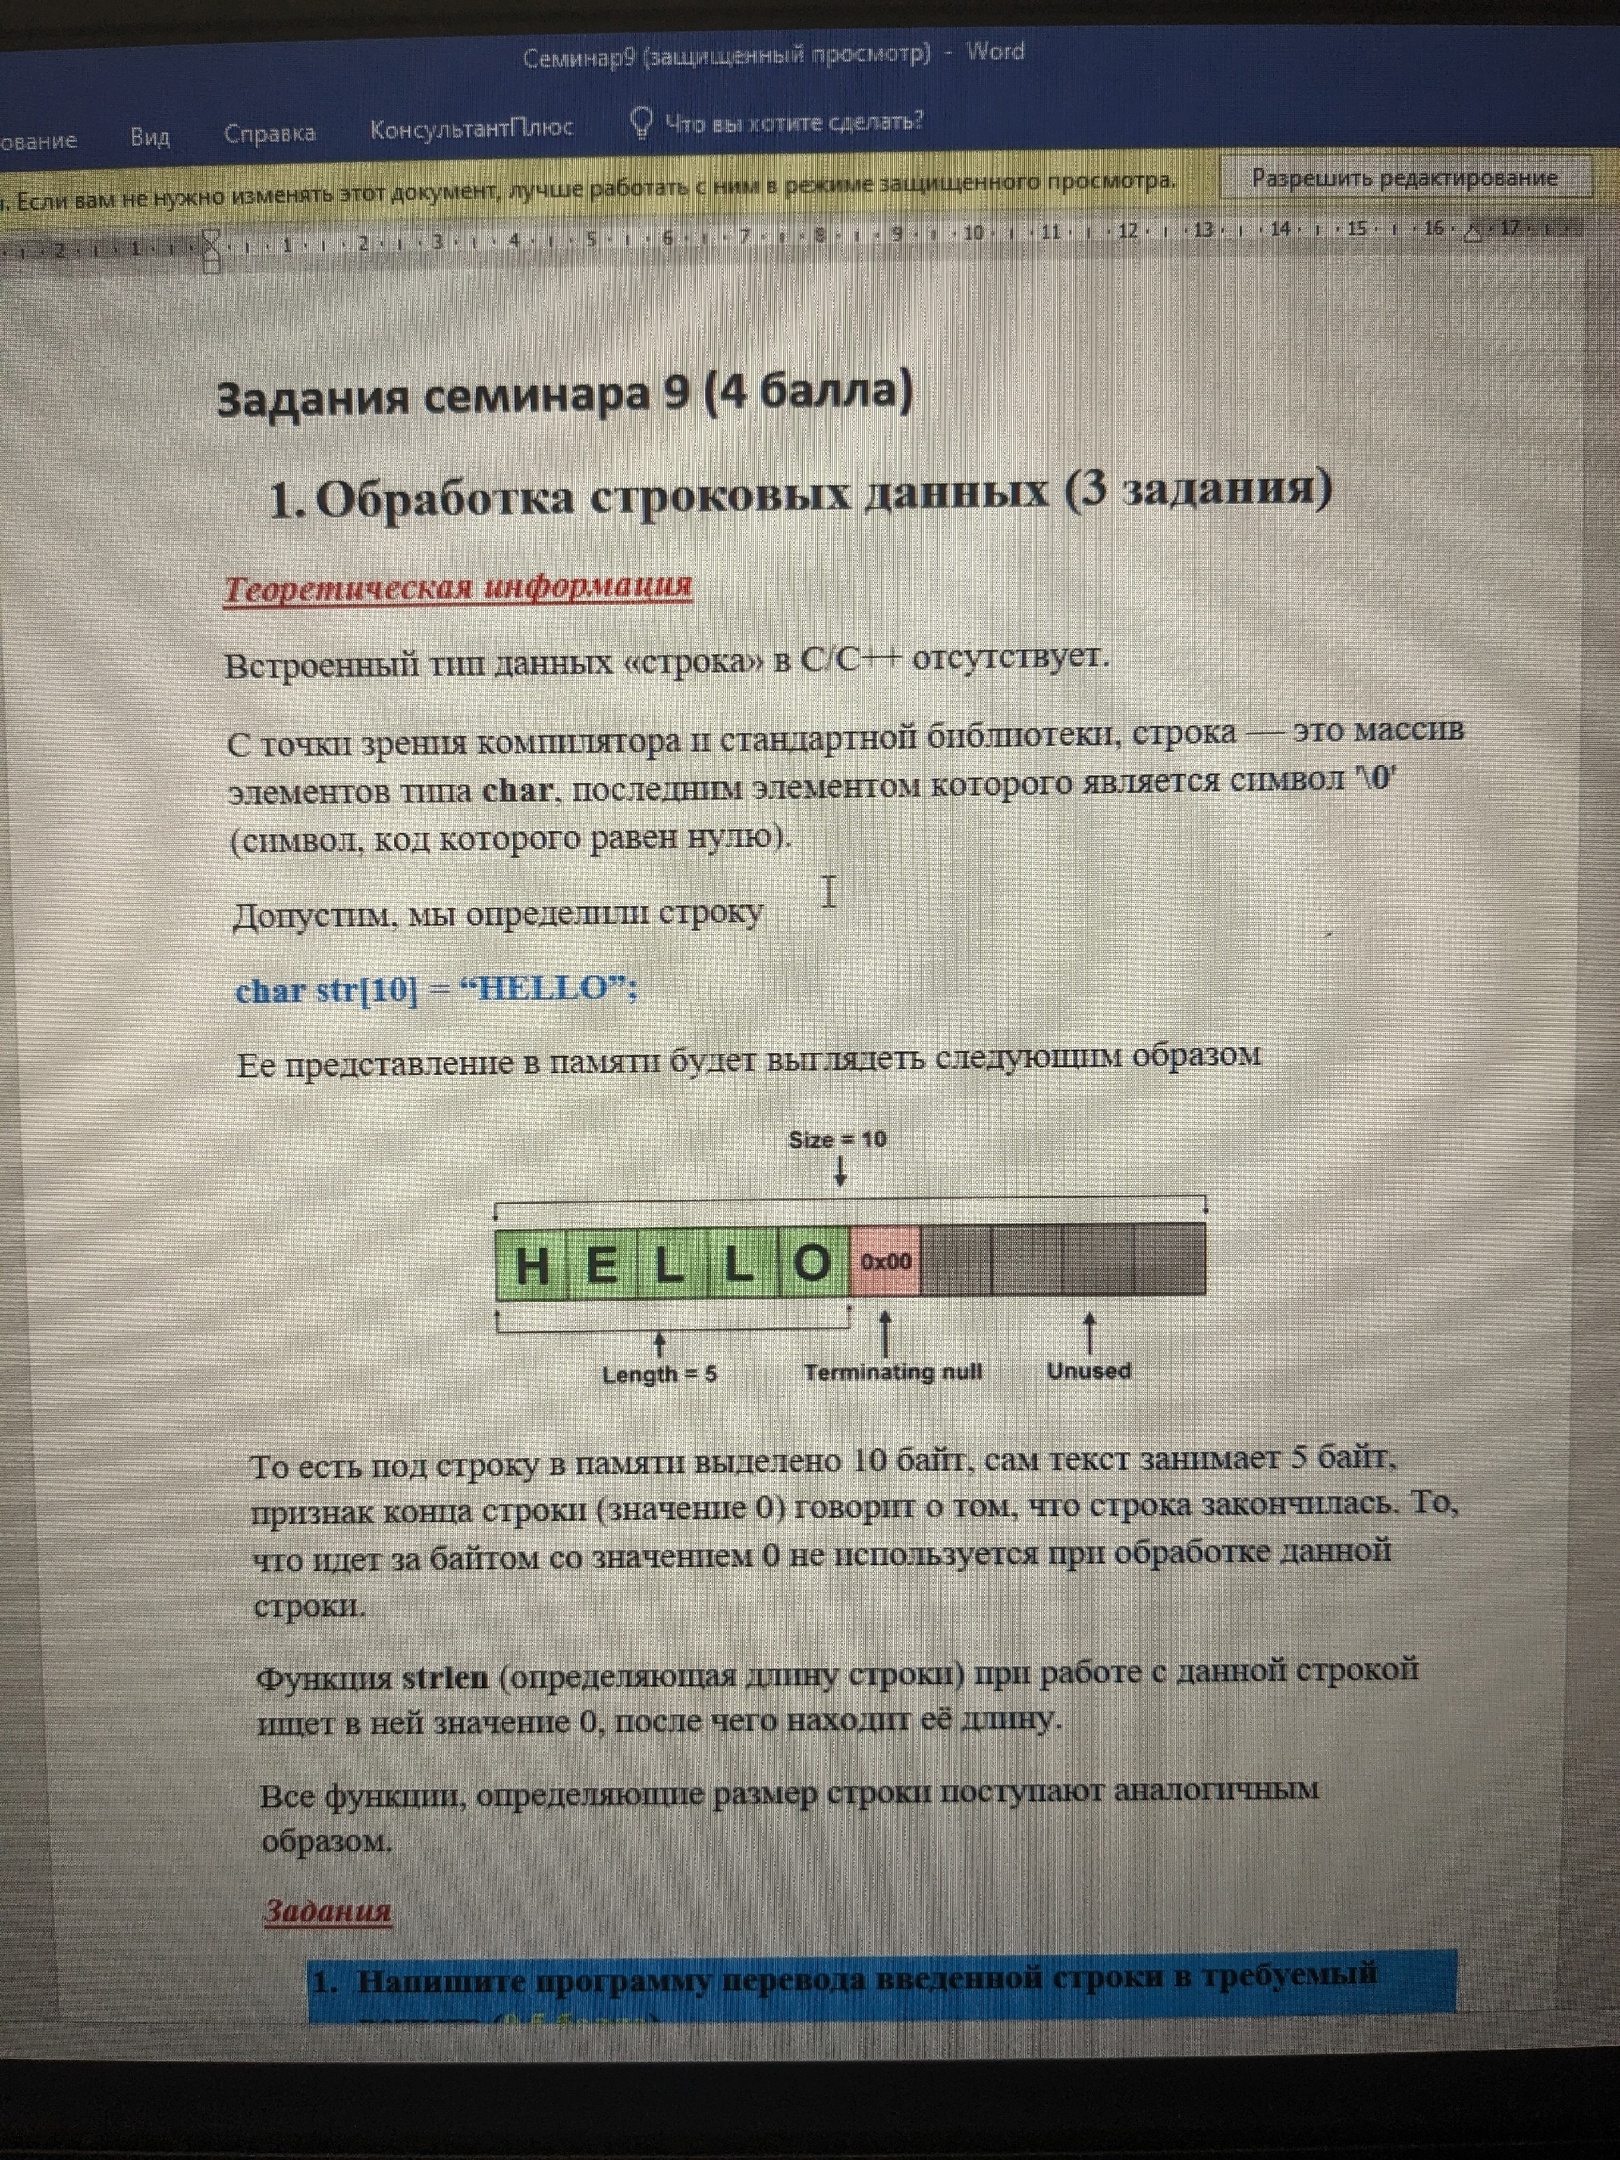 Семинар9 (защищенный просмотр) - Word
ование Вид Справка КонсультантПлюс Что вы хотите сделать?
. Если вам не нужно изменять этот документ, лучше работать с ним в режиме защищенного просмотра. Разрешить редактирование
2 1 1 2 3 4 5 6 7 8 9 10 11 12 13 14 15 16 17
Задания семинара 9 (4 балла)
1. Обработка строковых данных (3 задания)
Теоретическая информация
Встроенный тип данных «строка» в С/С++ отсутствует.
С точки зрения компилятора и стандартной библиотеки, строка — это массив
элементов типа char, последним элементом которого является символ '\0'
(символ, код которого равен нулю).
Допустим, мы определили строку
char str[10] = “HELLO”;
Ее представление в памяти будет выглядеть следующим образом
Size = 10
H E L L O 0x00
Length = 5 Terminating null Unused
То есть под строку в памяти выделено 10 байт, сам текст занимает 5 байт,
признак конца строки (значение 0) говорит о том, что строка закончилась. То,
что идет за байтом со значением 0 не используется при обработке данной
строки.
Функция strlen (определяющая длину строки) при работе с данной строкой
ищет в ней значение 0, после чего находит её длину.
Все функции, определяющие размер строки поступают аналогичным
образом.
Задания
1. Напишите программу перевода введенной строки в требуемый